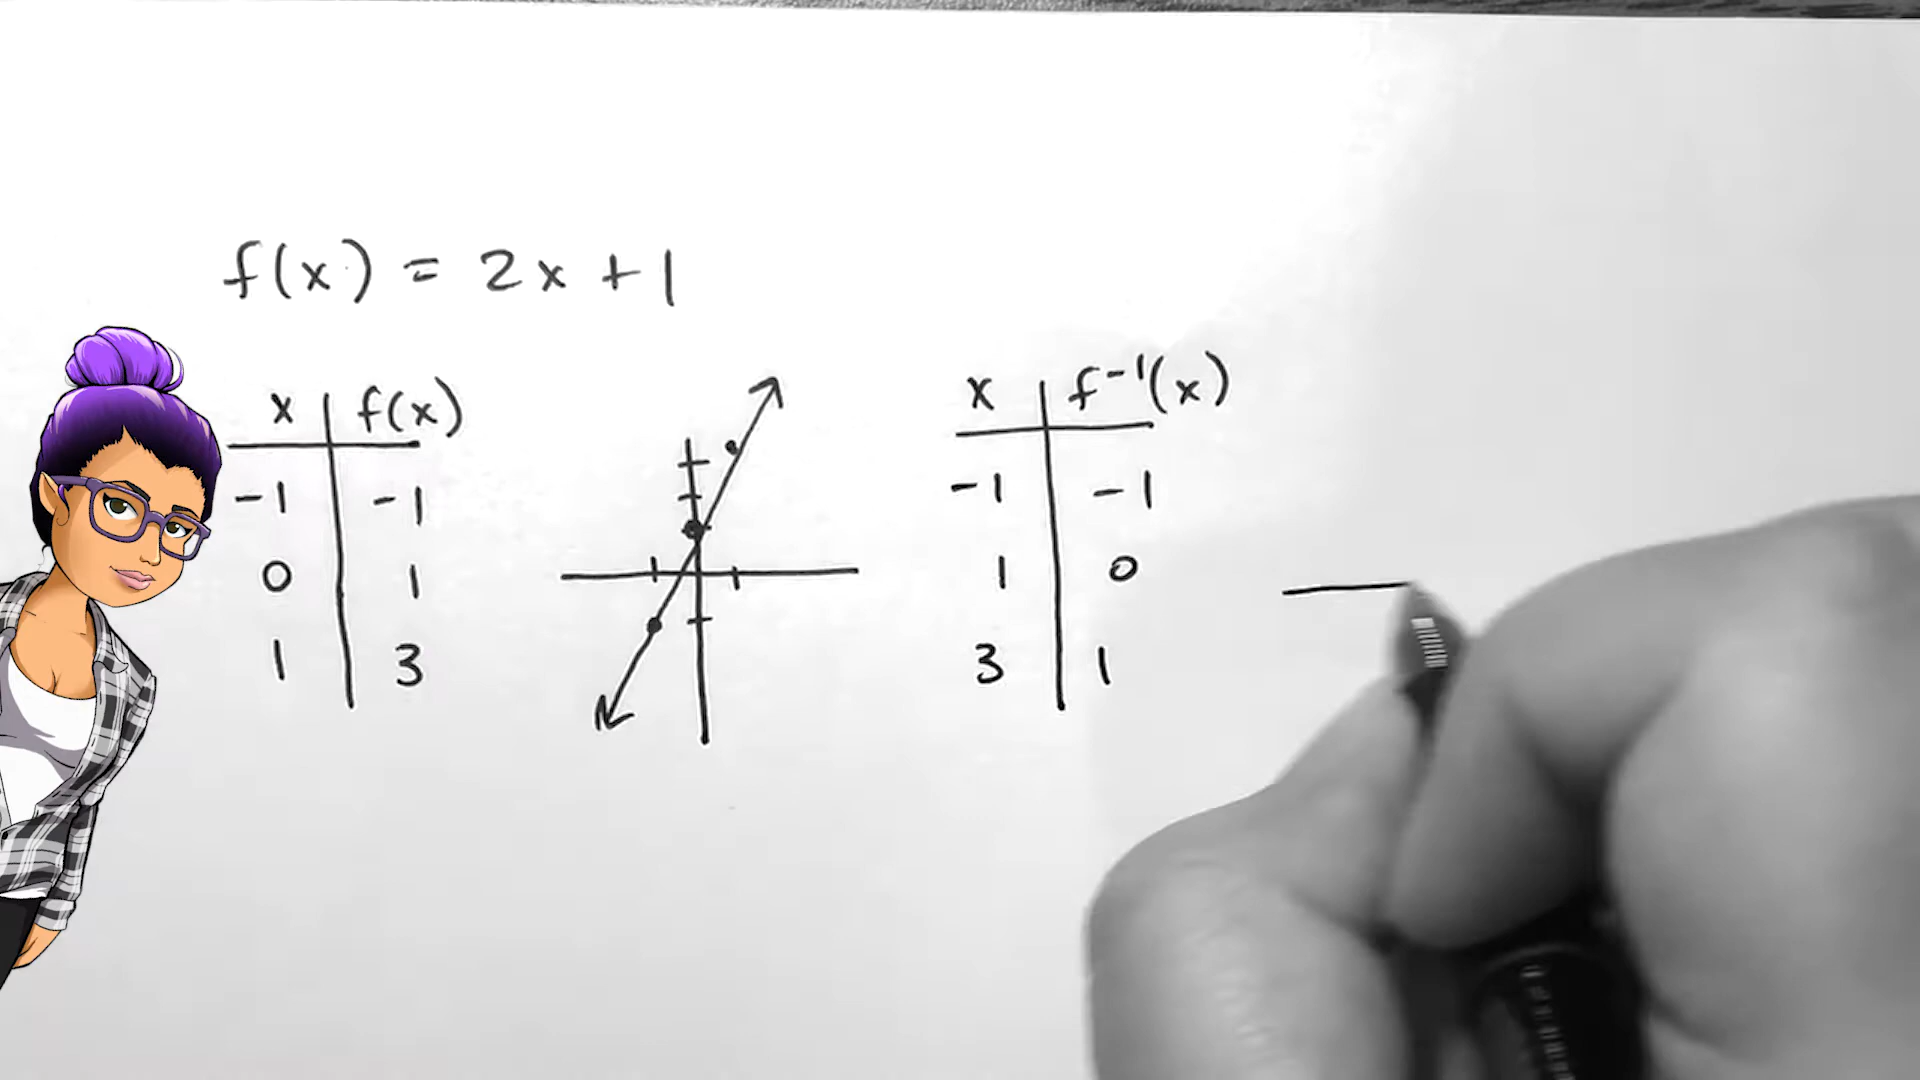 f(x) = 2x + 1
x f(x)
-1 -1
0 1
1 3
x f⁻¹(x)
-1 -1
1 0
3 1